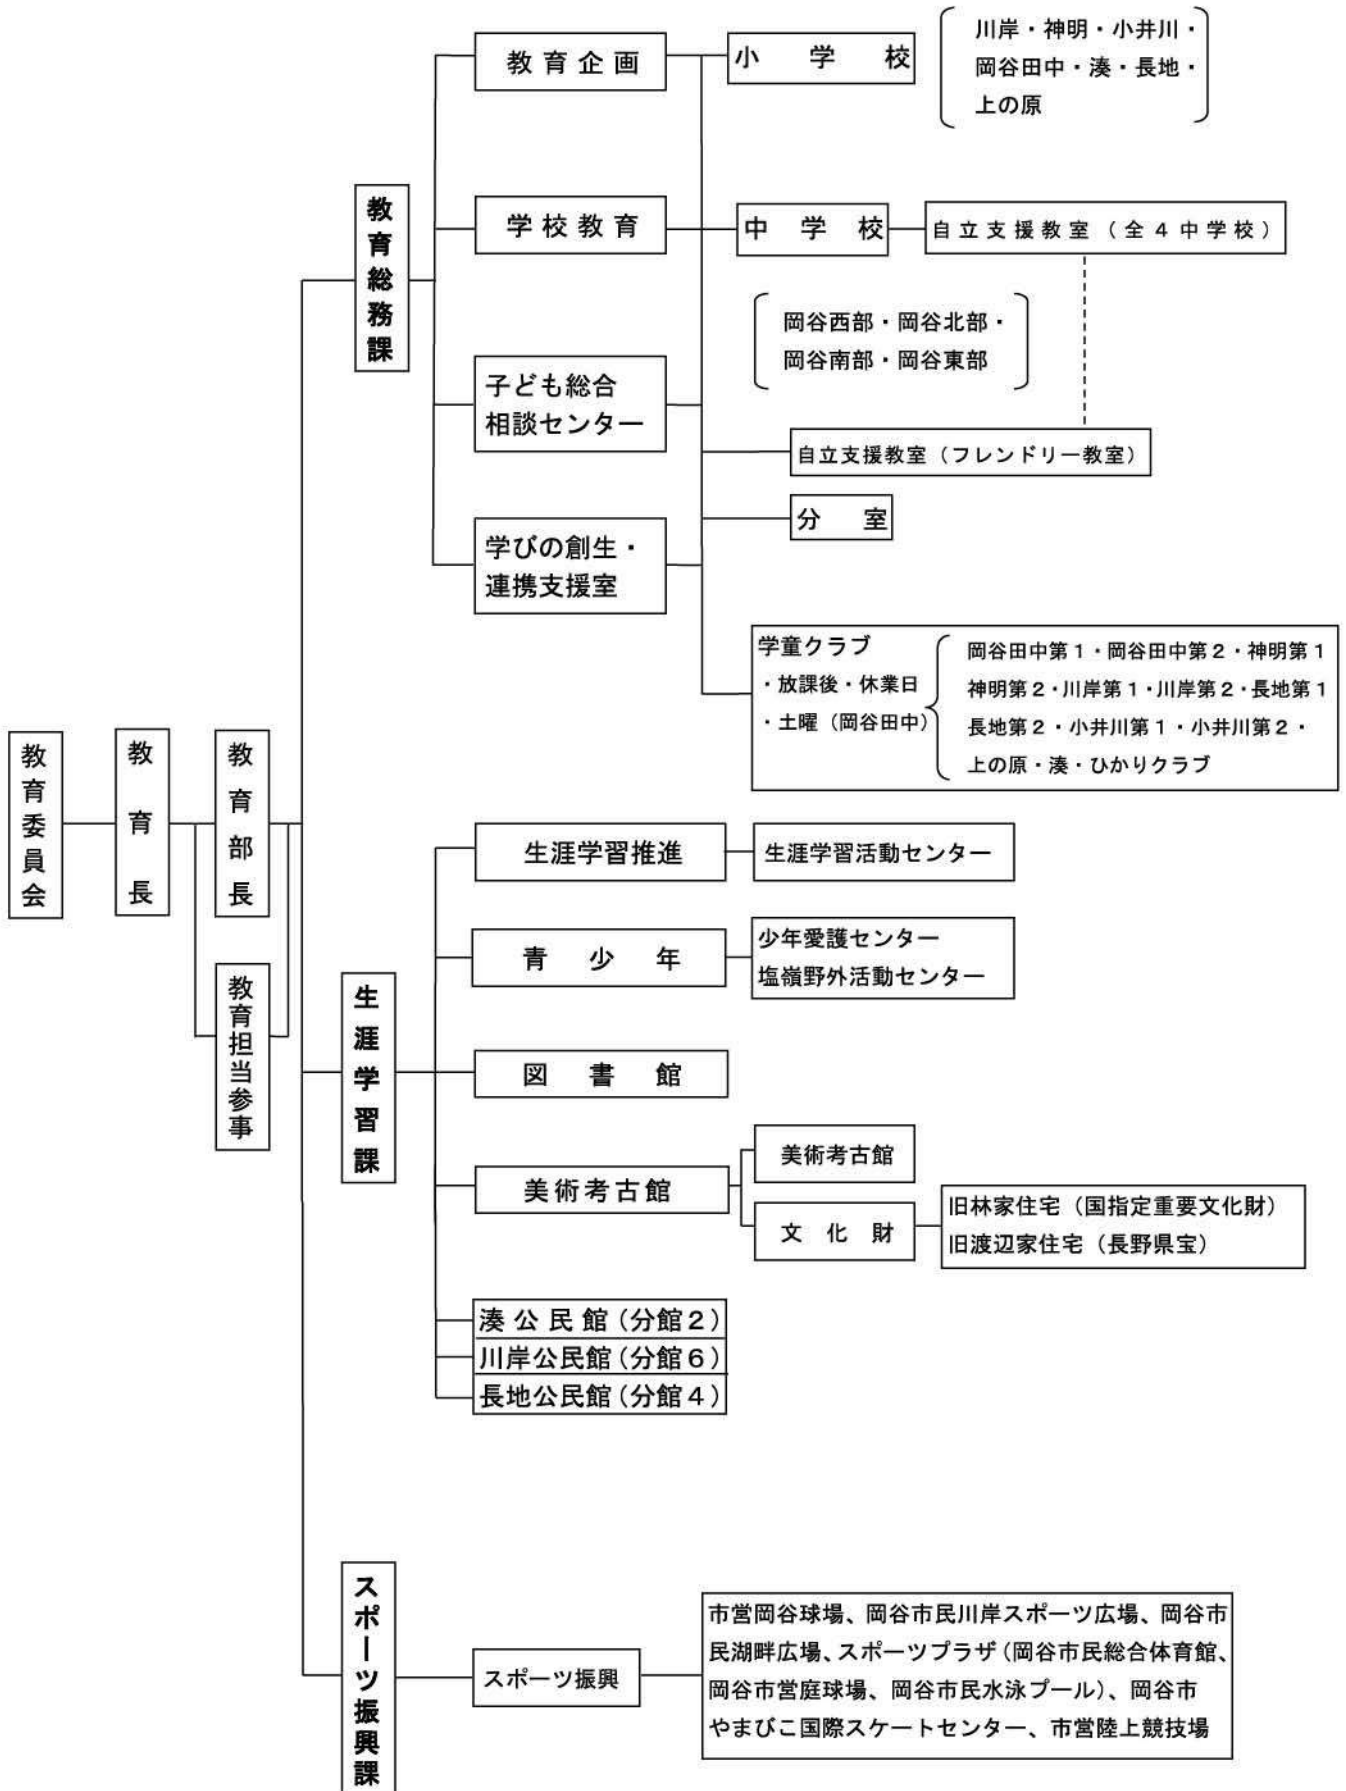 教育委員会
教育長
教育部長
教育担当参事
教育総務課
教育企画
学校教育
子ども総合
相談センター
学びの創生・
連携支援室
小学校
川岸・神明・小井川・
岡谷田中・湊・長地・
上の原
中学校
自立支援教室（全４中学校）
岡谷西部・岡谷北部・
岡谷南部・岡谷東部
自立支援教室（フレンドリー教室）
分室
学童クラブ
・放課後・休業日
・土曜（岡谷田中）
岡谷田中第１・岡谷田中第２・神明第１
神明第２・川岸第１・川岸第２・長地第１
長地第２・小井川第１・小井川第２・
上の原・湊・ひかりクラブ
生涯学習課
生涯学習推進
生涯学習活動センター
青少年
少年愛護センター
塩嶺野外活動センター
図書館
美術考古館
美術考古館
文化財
旧林家住宅（国指定重要文化財）
旧渡辺家住宅（長野県宝）
湊公民館（分館２）
川岸公民館（分館６）
長地公民館（分館４）
スポーツ振興課
スポーツ振興
市営岡谷球場、岡谷市民川岸スポーツ広場、岡谷市
民湖畔広場、スポーツプラザ（岡谷市民総合体育館、
岡谷市営庭球場、岡谷市民水泳プール）、岡谷市
やまびこ国際スケートセンター、市営陸上競技場